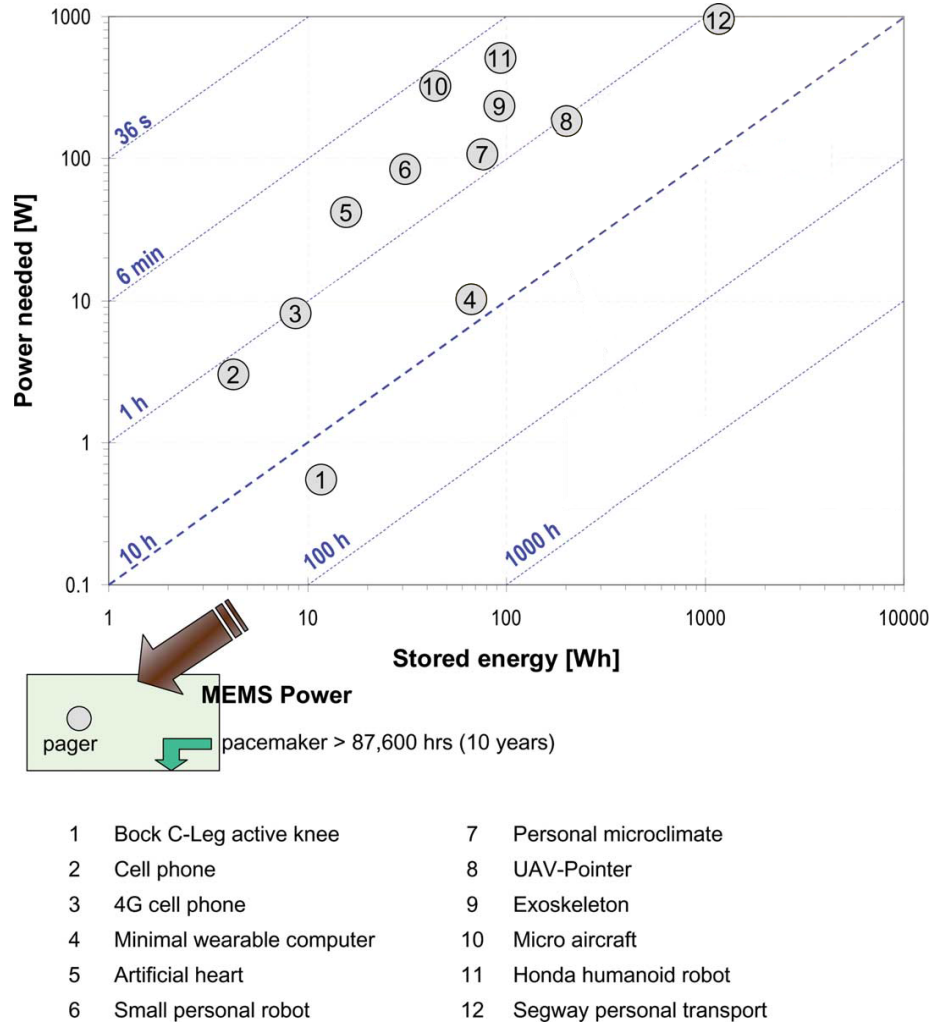 1000
100
10
1
0.1
Power needed [W]
36 s
6 min
1 h
10 h
100 h
1000 h
1
2
3
4
5
6
7
8
9
10
11
12
1 10 100 1000 10000
Stored energy [Wh]
MEMS Power
pager
pacemaker > 87,600 hrs (10 years)
1 Bock C-Leg active knee
2 Cell phone
3 4G cell phone
4 Minimal wearable computer
5 Artificial heart
6 Small personal robot
7 Personal microclimate
8 UAV-Pointer
9 Exoskeleton
10 Micro aircraft
11 Honda humanoid robot
12 Segway personal transport